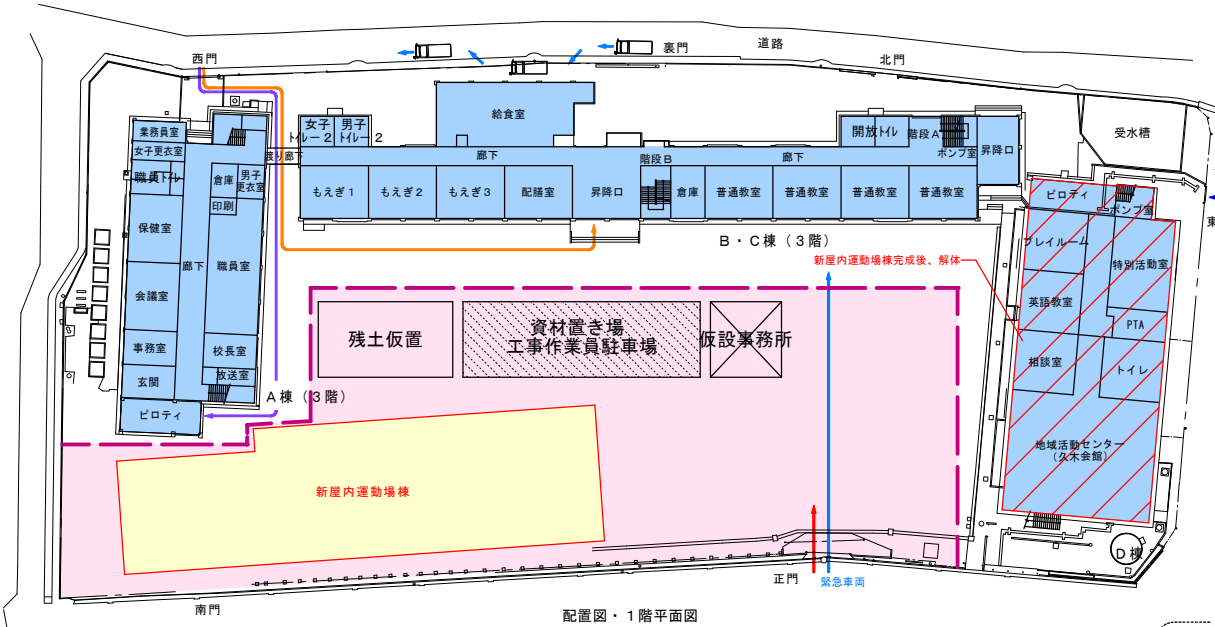 道路
裏門
西門
北門
給食室
女子
トイレー2
男子
トイレー2
開放トイレ
階段A
ポンプ室
昇降口
受水槽
業務員室
女子更衣室
職員トイレ
倉庫
男子
更衣室
印刷
渡り廊下
廊下
階段B
廊下
もえぎ1
もえぎ2
もえぎ3
配膳室
昇降口
倉庫
普通教室
普通教室
普通教室
普通教室
ピロティ
ポンプ室
東
保健室
廊下
職員室
会議室
事務室
校長室
玄関
放送室
ピロティ
A棟(3階)
B・C棟(3階)
新屋内運動場棟完成後、解体
プレイルーム
特別活動室
英語教室
PTA
相談室
トイレ
地域活動センター
(久木会館)
D棟
残土仮置
資材置き場
工事作業員駐車場
仮設事務所
新屋内運動場棟
正門
緊急車両
南門
配置図・1階平面図